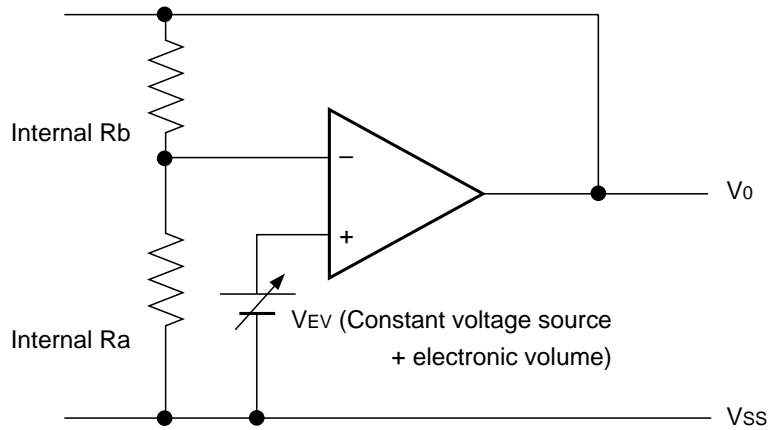 Internal Rb
−
V0
+
VEV (Constant voltage source
+ electronic volume)
Internal Ra
VSS